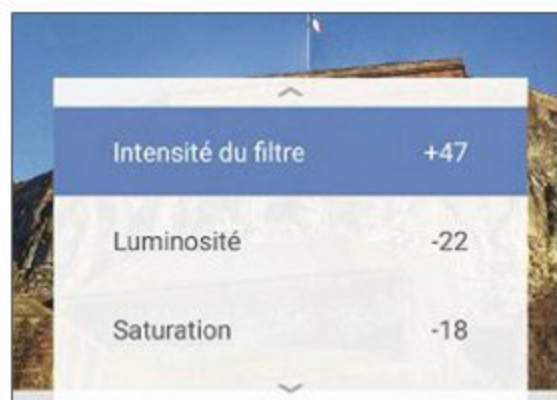 Intensité du filtre +47
Luminosité -22
Saturation -18